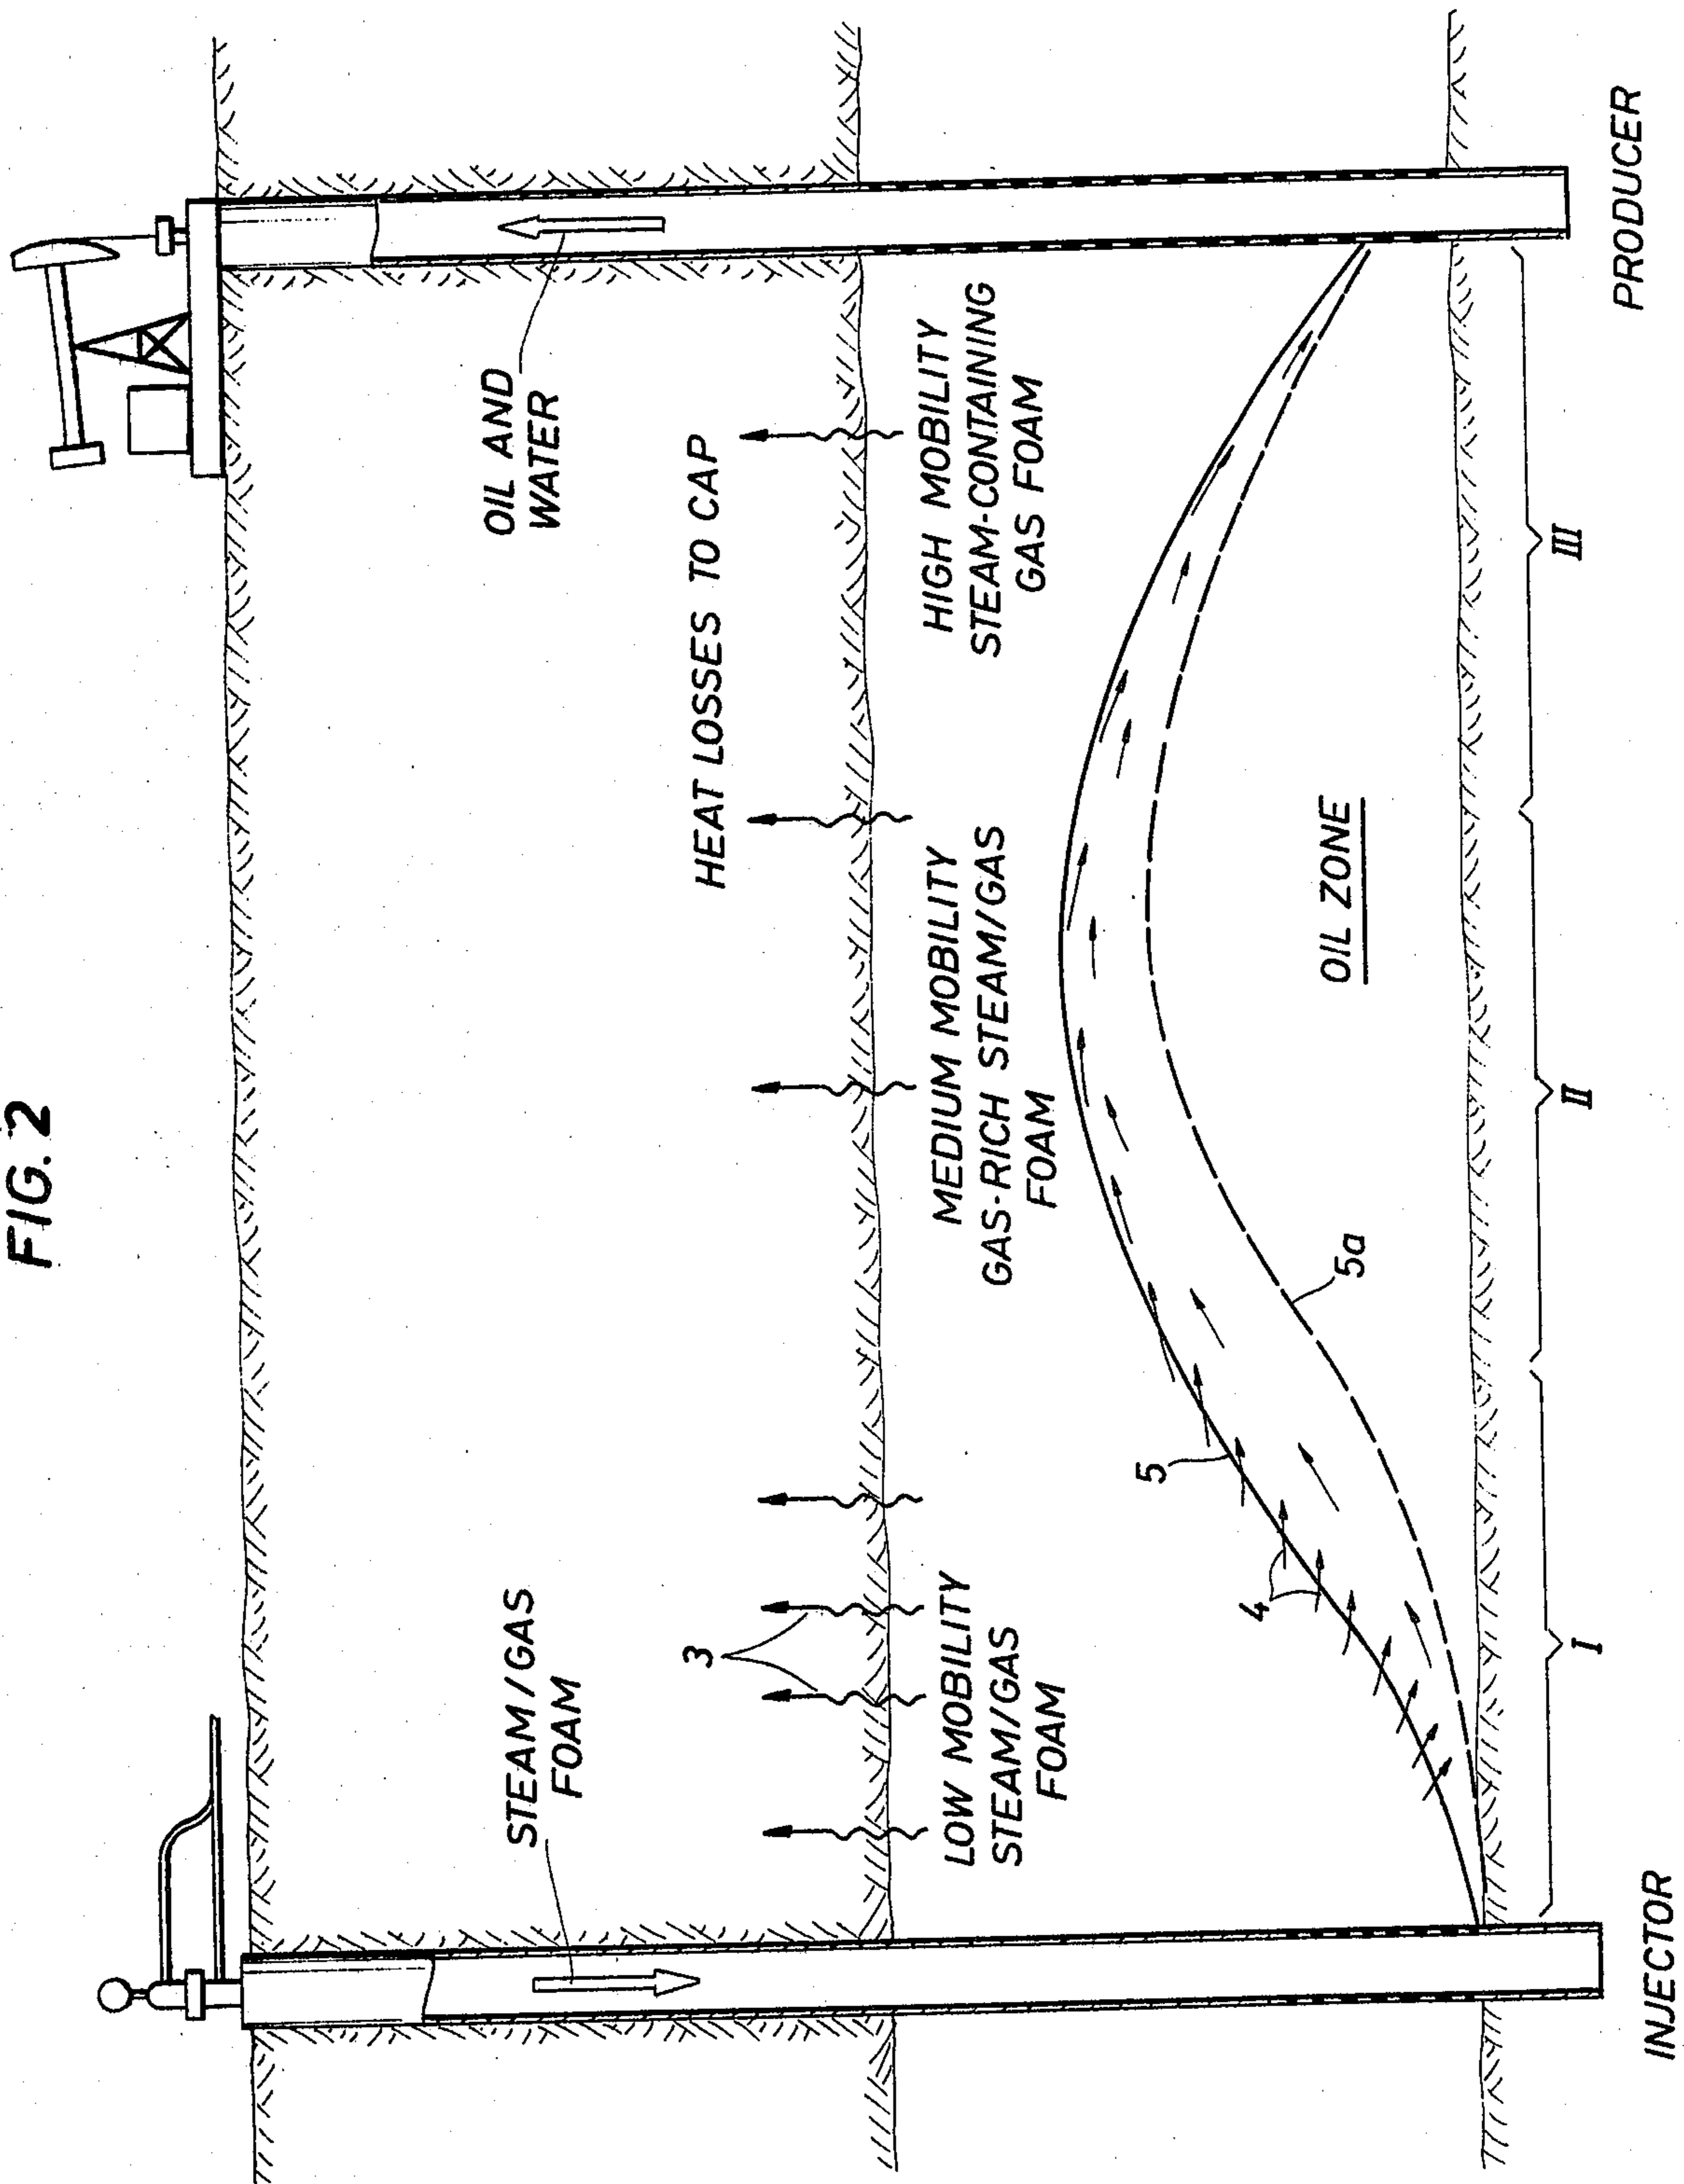 FIG. 2
STEAM/GAS
FOAM
OIL AND
WATER
HEAT LOSSES TO CAP
3
LOW MOBILITY
STEAM/GAS
FOAM
MEDIUM MOBILITY
GAS-RICH STEAM/GAS
FOAM
HIGH MOBILITY
STEAM-CONTAINING
GAS FOAM
4
5
5a
OIL ZONE
I
II
III
INJECTOR
PRODUCER